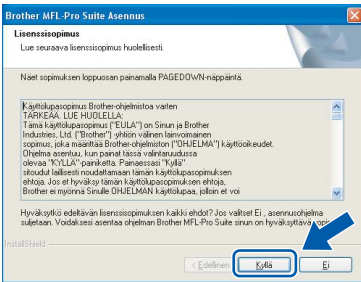 Brother MFL-Pro Suite Asennus
Lisenssisopimus
Lue seuraava lisenssisopimus huolellisesti.
Näet sopimuksen loppuosan painamalla PAGEDOWN-näppäintä.
Käyttölupasopimus Brother-ohjelmistoa varten
TÄRKEÄÄ. LUE HUOLELLA:
Tämä käyttölupasopimus ("EULA") on Sinun ja Brother
Industries, Ltd. ("Brother") -yhtiön välinen lainvoimainen
sopimus, joka määrittää Brother-ohjelmiston ("OHJELMA") käyttöoikeudet.
Ohjelma asentuu, kun painat tässä valintaruudussa
olevaa "KYLLÄ"-painiketta. Painaessasi "Kyllä"
sitoudut laillisesti noudattamaan tämän käyttölupasopimuksen
ehtoja. Jos et hyväksy tämän käyttölupasopimuksen ehtoja,
Brother ei myönnä Sinulle OHJELMAN käyttölupaa, jolloin et voi
Hyväksytkö edeltävän lisenssisopimuksen kaikki ehdot? Jos valitset Ei , asennusohjelma
suljetaan. Voidaksesi asentaa ohjelman Brother MFL-Pro Suite sinun on hyväksyttävä
InstallShield
< Edellinen Kyllä Ei